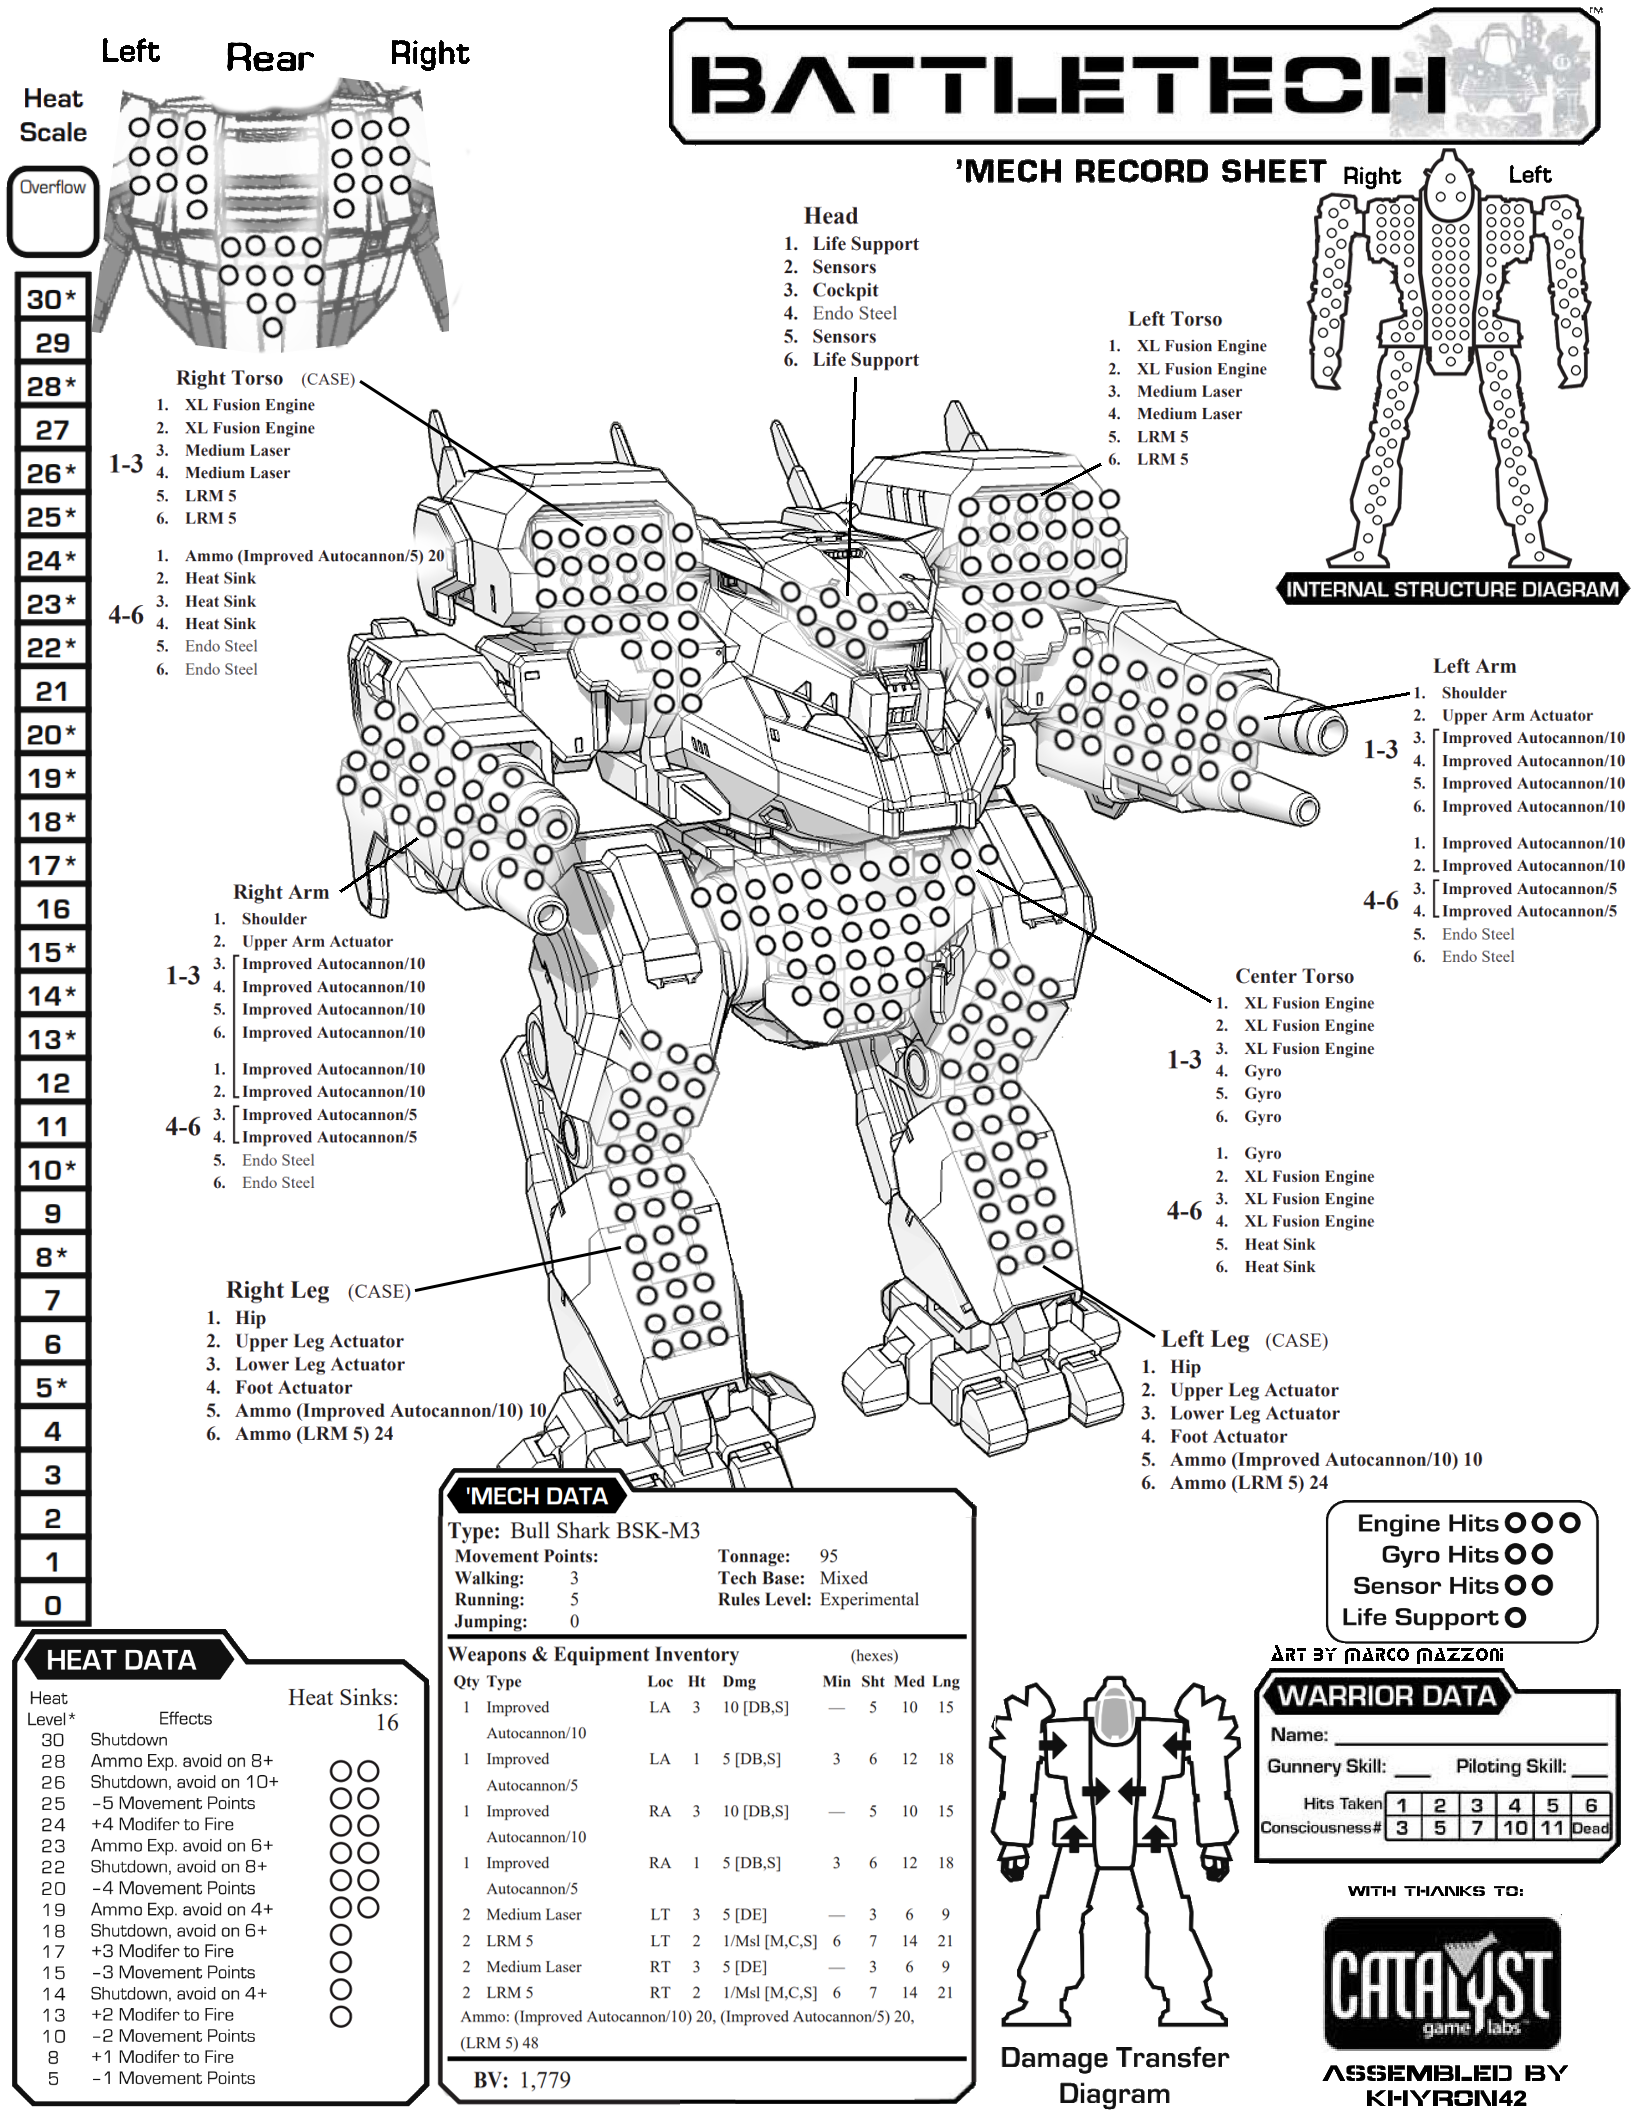 Left Rear Right
BATTLETECH
TM
'MECH RECORD SHEET
Heat
Scale
Overflow
30*
29
28*
27
26*
25*
24*
23*
22*
21
20*
19*
18*
17*
16
15*
14*
13*
12
11
10*
9
8*
7
6
5*
4
3
2
1
0
Head
1. Life Support
2. Sensors
3. Cockpit
4. Endo Steel
5. Sensors
6. Life Support
Right Left
INTERNAL STRUCTURE DIAGRAM
Right Torso (CASE)
1-3
1. XL Fusion Engine
2. XL Fusion Engine
3. Medium Laser
4. Medium Laser
5. LRM 5
6. LRM 5
4-6
1. Ammo (Improved Autocannon/5) 20
2. Heat Sink
3. Heat Sink
4. Heat Sink
5. Endo Steel
6. Endo Steel
Left Torso
1. XL Fusion Engine
2. XL Fusion Engine
3. Medium Laser
4. Medium Laser
5. LRM 5
6. LRM 5
Left Arm
1-3
1. Shoulder
2. Upper Arm Actuator
3. Improved Autocannon/10
4. Improved Autocannon/10
5. Improved Autocannon/10
6. Improved Autocannon/10
4-6
1. Improved Autocannon/10
2. Improved Autocannon/10
3. Improved Autocannon/5
4. Improved Autocannon/5
5. Endo Steel
6. Endo Steel
Right Arm
1-3
1. Shoulder
2. Upper Arm Actuator
3. Improved Autocannon/10
4. Improved Autocannon/10
5. Improved Autocannon/10
6. Improved Autocannon/10
4-6
1. Improved Autocannon/10
2. Improved Autocannon/10
3. Improved Autocannon/5
4. Improved Autocannon/5
5. Endo Steel
6. Endo Steel
Center Torso
1-3
1. XL Fusion Engine
2. XL Fusion Engine
3. XL Fusion Engine
4. Gyro
5. Gyro
6. Gyro
4-6
1. Gyro
2. XL Fusion Engine
3. XL Fusion Engine
4. XL Fusion Engine
5. Heat Sink
6. Heat Sink
Right Leg (CASE)
1. Hip
2. Upper Leg Actuator
3. Lower Leg Actuator
4. Foot Actuator
5. Ammo (Improved Autocannon/10) 10
6. Ammo (LRM 5) 24
Left Leg (CASE)
1. Hip
2. Upper Leg Actuator
3. Lower Leg Actuator
4. Foot Actuator
5. Ammo (Improved Autocannon/10) 10
6. Ammo (LRM 5) 24
'MECH DATA
Type: Bull Shark BSK-M3
Movement Points: Tonnage: 95
Walking: 3 Tech Base: Mixed
Running: 5 Rules Level: Experimental
Jumping: 0
Weapons & Equipment Inventory (hexes)
Qty Type Loc Ht Dmg Min Sht Med Lng
1 Improved LA 3 10 [DB,S] — 5 10 15
Autocannon/10
1 Improved LA 1 5 [DB,S] 3 6 12 18
Autocannon/5
1 Improved RA 3 10 [DB,S] — 5 10 15
Autocannon/10
1 Improved RA 1 5 [DB,S] 3 6 12 18
Autocannon/5
2 Medium Laser LT 3 5 [DE] — 3 6 9
2 LRM 5 LT 2 1/Msl [M,C,S] 6 7 14 21
2 Medium Laser RT 3 5 [DE] — 3 6 9
2 LRM 5 RT 2 1/Msl [M,C,S] 6 7 14 21
Ammo: (Improved Autocannon/10) 20, (Improved Autocannon/5) 20,
(LRM 5) 48
BV: 1,779
Engine Hits
Gyro Hits
Sensor Hits
Life Support
ART BY MARCO MAZZONI
HEAT DATA
Heat
Level* Effects
Heat Sinks:
16
30 Shutdown
28 Ammo Exp. avoid on 8+
26 Shutdown, avoid on 10+
25 -5 Movement Points
24 +4 Modifer to Fire
23 Ammo Exp. avoid on 6+
22 Shutdown, avoid on 8+
20 -4 Movement Points
19 Ammo Exp. avoid on 4+
18 Shutdown, avoid on 6+
17 +3 Modifer to Fire
15 -3 Movement Points
14 Shutdown, avoid on 4+
13 +2 Modifer to Fire
10 -2 Movement Points
8 +1 Modifer to Fire
5 -1 Movement Points
Damage Transfer
Diagram
WARRIOR DATA
Name:
Gunnery Skill: Piloting Skill:
Hits Taken 1 2 3 4 5 6
Consciousness# 3 5 7 10 11 Dead
WITH THANKS TO:
CATALYST
game labs
ASSEMBLED BY
KHYRON42